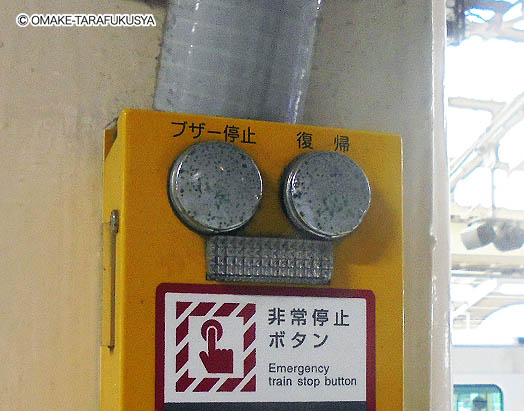 © OMAKE-TARAFUKUSYA
ブザー停止
復 帰
非常停止
ボタン
Emergency
train stop button